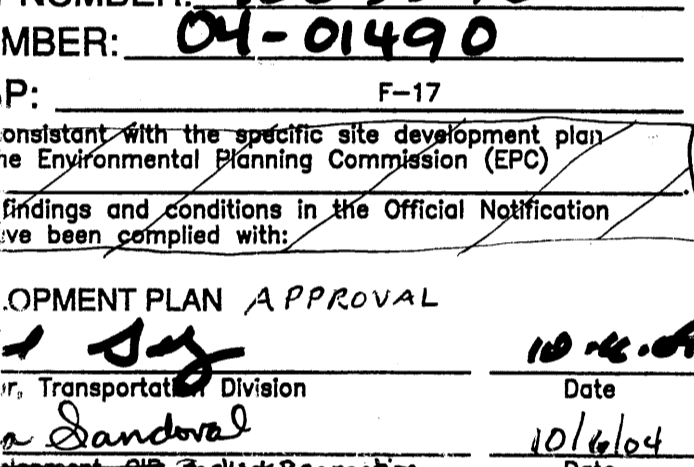 NUMBER:
MBER: 04-01490
P: F-17
onsistant with the specific site development plan
he Environmental Planning Commission (EPC)
findings and conditions in the Official Notification
ve been complied with:
LOPMENT PLAN APPROVAL
r, Transportation Division Date
Sandoval 10/6/04
Date